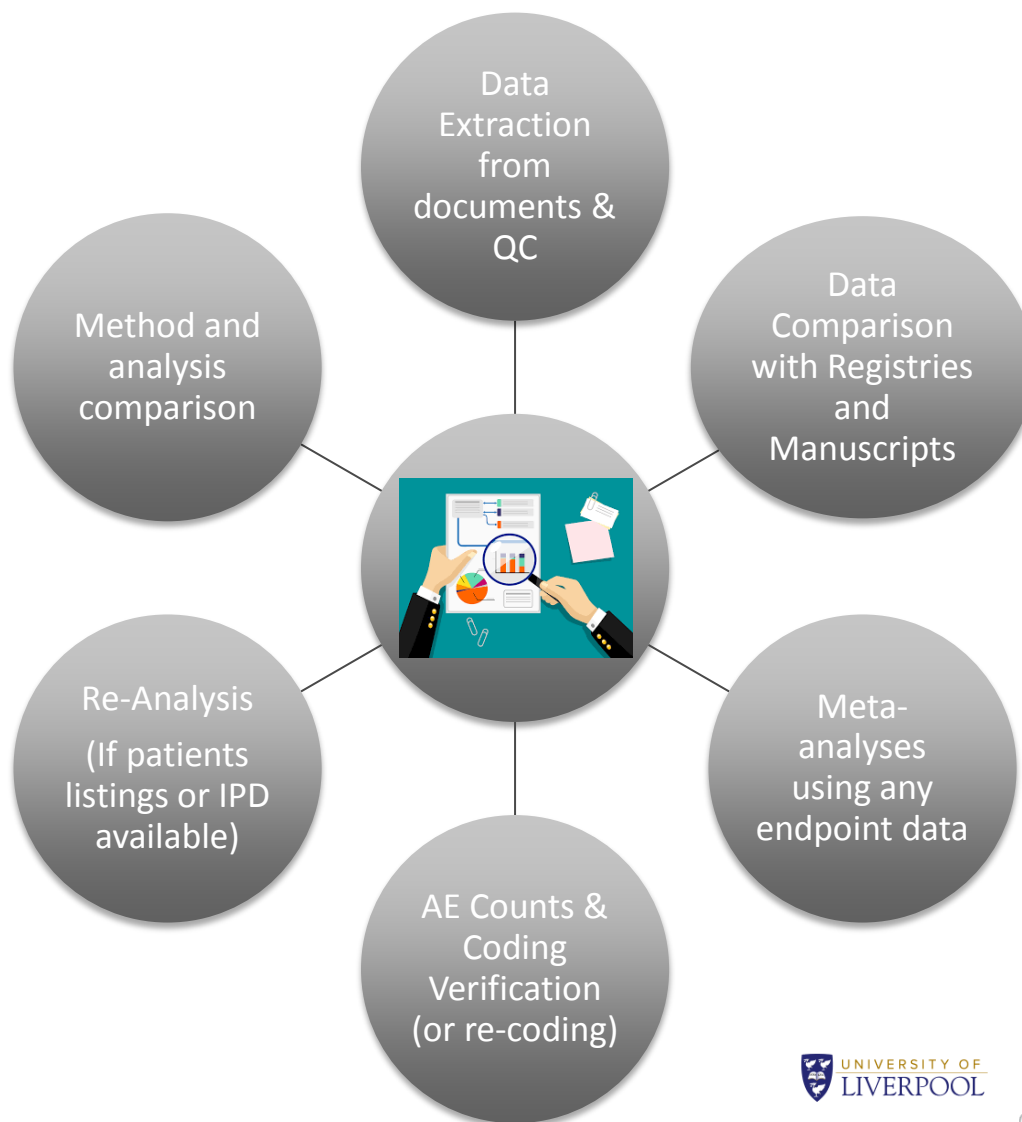 Data
Extraction
from
documents &
QC
Data
Comparison
with Registries
and
Manuscripts
Meta-
analyses
using any
endpoint data
AE Counts &
Coding
Verification
(or re-coding)
Re-Analysis
(If patients
listings or IPD
available)
Method and
analysis
comparison
UNIVERSITY OF
LIVERPOOL